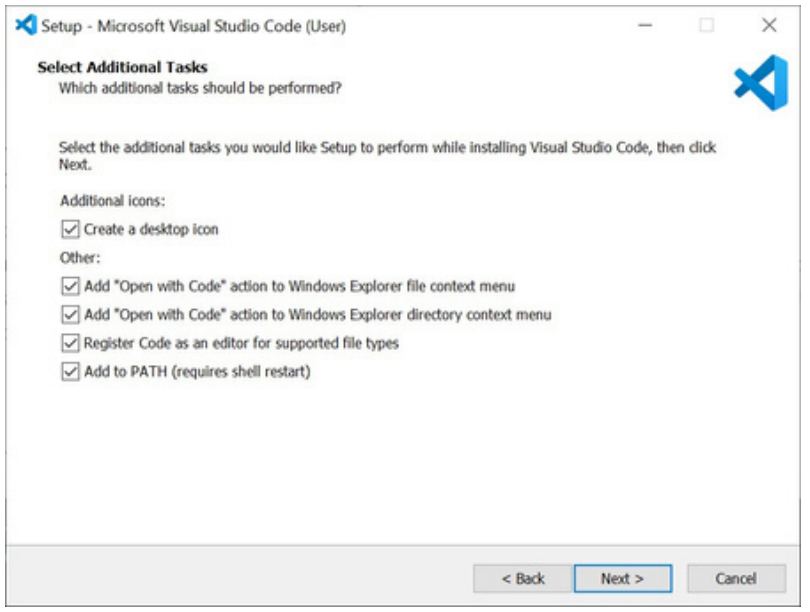 Setup - Microsoft Visual Studio Code (User)
Select Additional Tasks
Which additional tasks should be performed?
Select the additional tasks you would like Setup to perform while installing Visual Studio Code, then click
Next.
Additional icons:
Create a desktop icon
Other:
Add "Open with Code" action to Windows Explorer file context menu
Add "Open with Code" action to Windows Explorer directory context menu
Register Code as an editor for supported file types
Add to PATH (requires shell restart)
< Back Next > Cancel